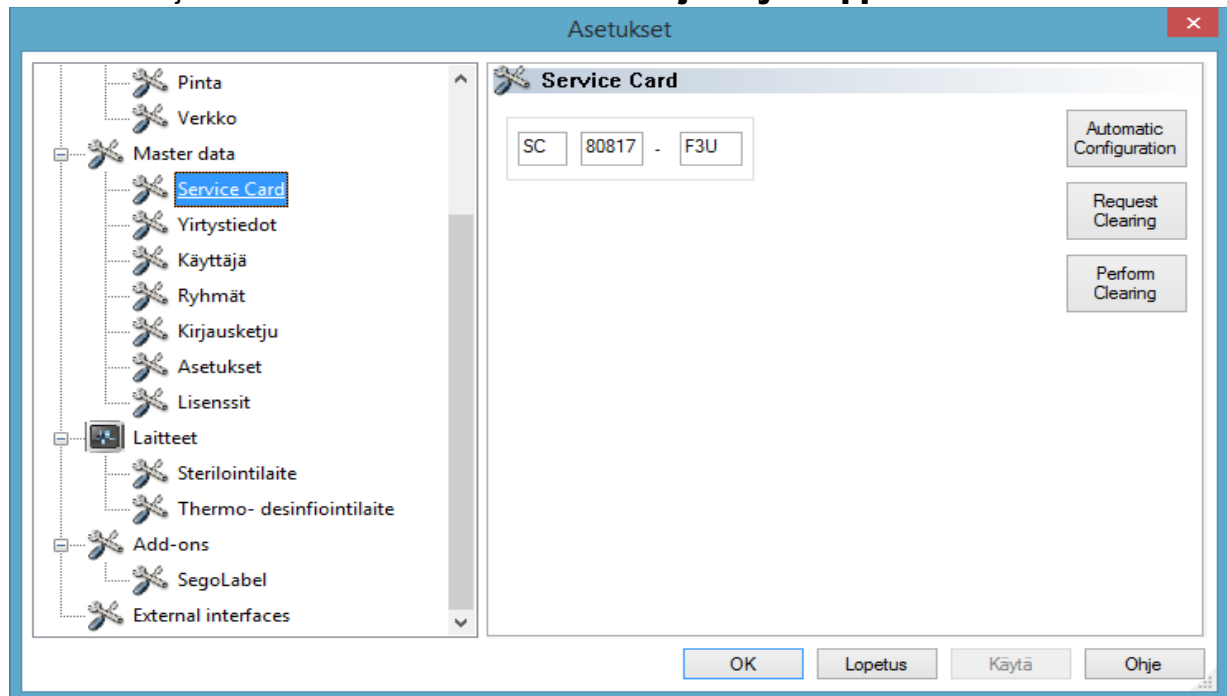 Asetukset
Pinta
Verkko
Master data
Service Card
Yirtystiedot
Käyttäjä
Ryhmät
Kirjausketju
Asetukset
Lisenssit
Laitteet
Sterilointilaite
Thermo- desinfiointilaite
Add-ons
SegoLabel
External interfaces
Service Card
SC 80817 - F3U
Automatic
Configuration
Request
Clearing
Perform
Clearing
OK Lopetus Käytä Ohje